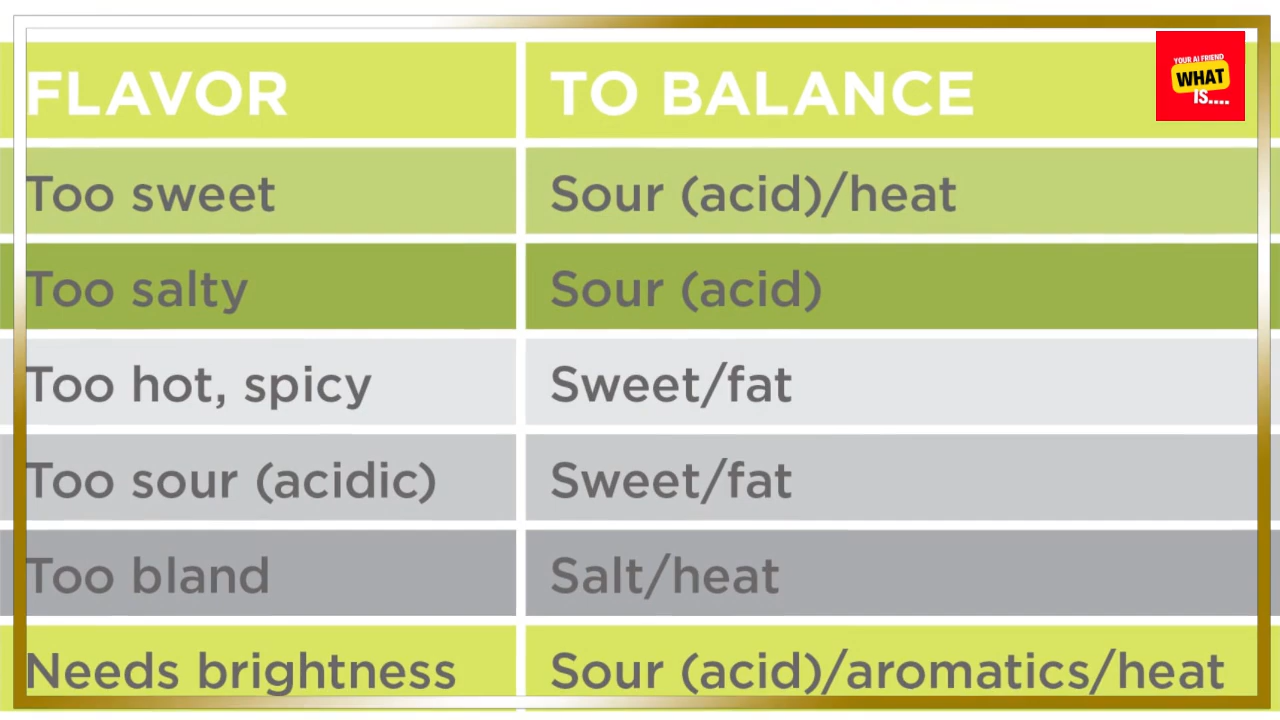 FLAVOR TO BALANCE
YOUR AI FRIEND
WHAT
IS....
Too sweet Sour (acid)/heat
Too salty Sour (acid)
Too hot, spicy Sweet/fat
Too sour (acidic) Sweet/fat
Too bland Salt/heat
Needs brightness Sour (acid)/aromatics/heat